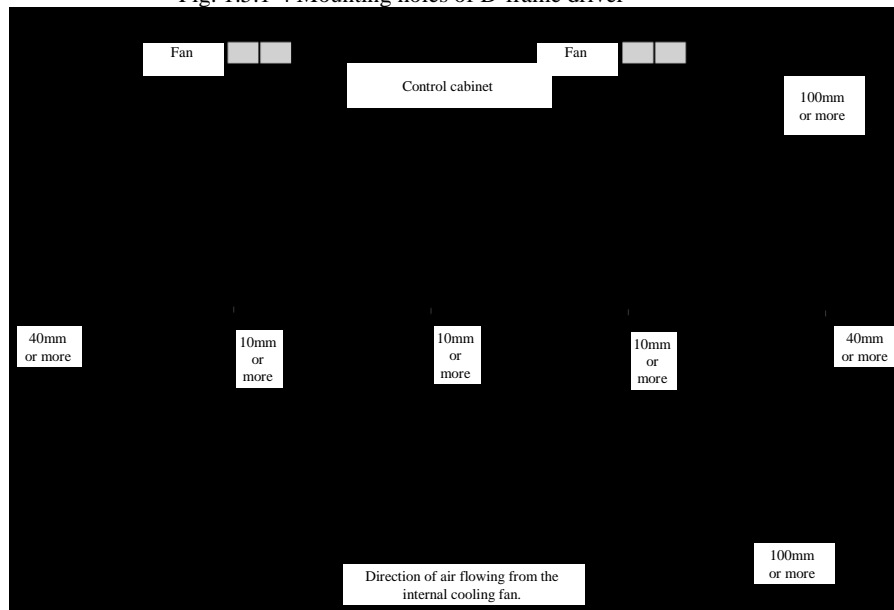 Fig. 1.3.1-4 Mounting holes of D-frame driver
Fan
Fan
Control cabinet
100mm
or more
40mm
or more
10mm
or
more
10mm
or
more
10mm
or
more
40mm
or more
100mm
or more
Direction of air flowing from the
internal cooling fan.